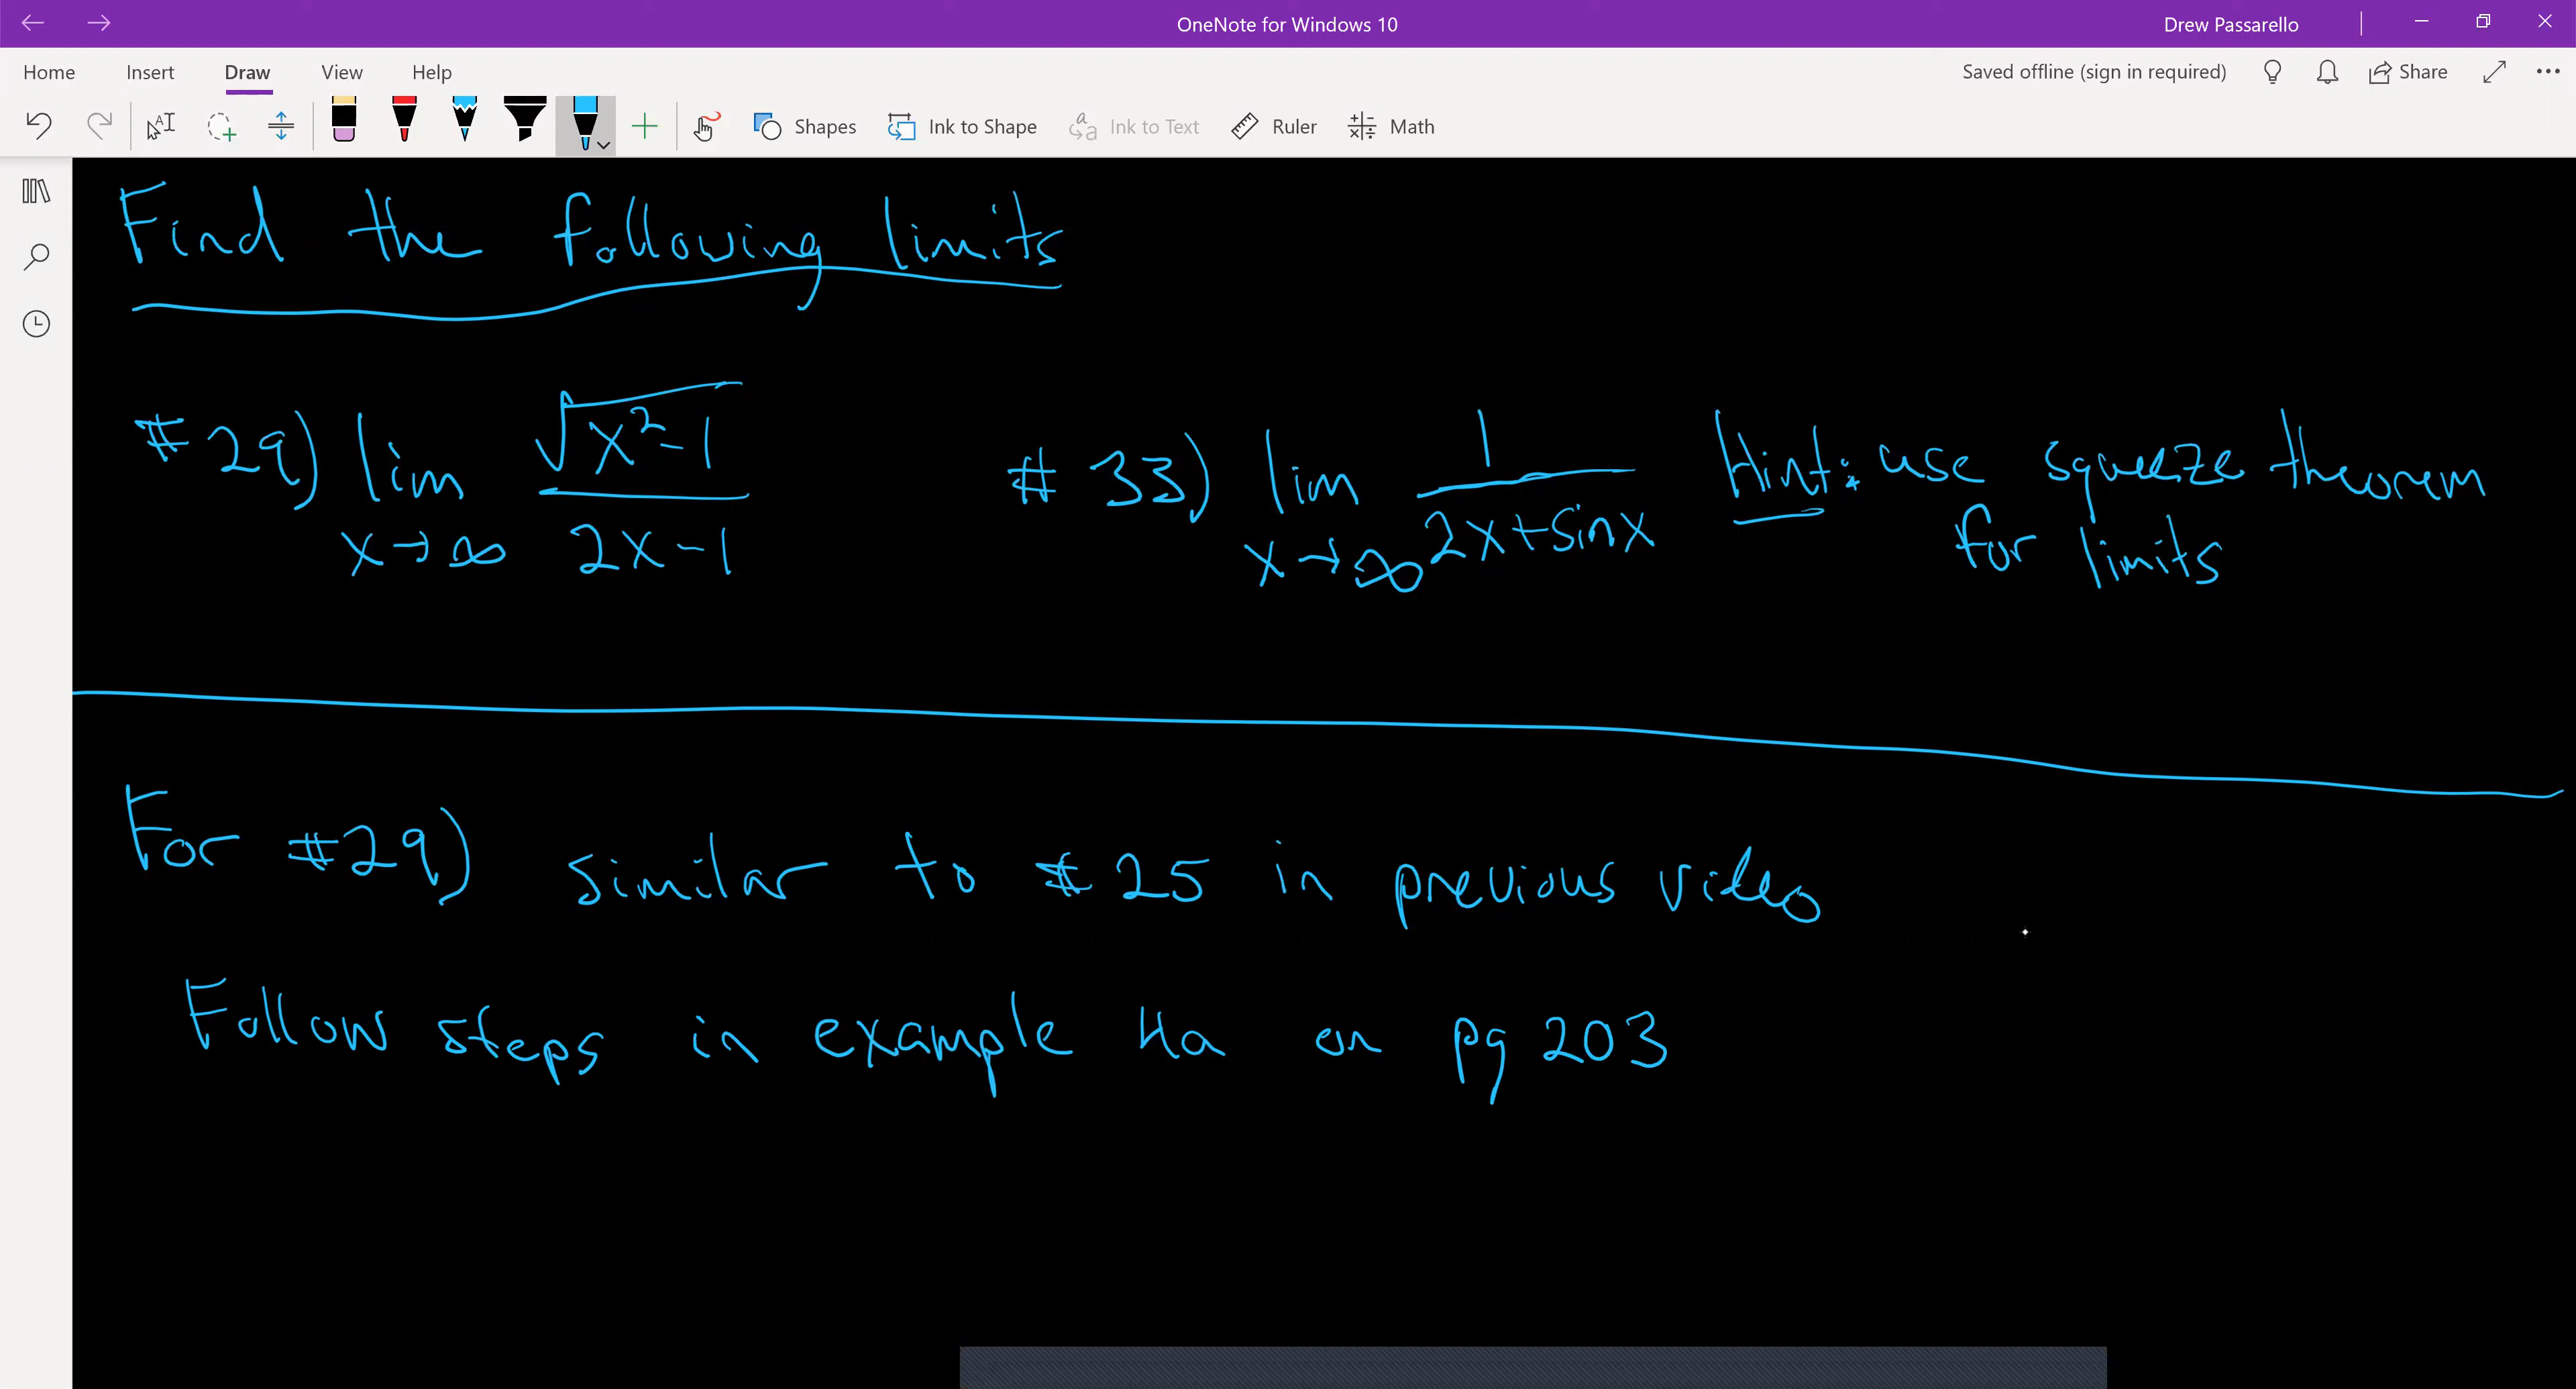 OneNote for Windows 10
Drew Passarello
Home Insert Draw View Help
Saved offline (sign in required)
Share
Shapes Ink to Shape Ink to Text Ruler Math
Find the following limits
#29) lim x→∞ √(x²-1) / (2x-1)
#33) lim x→∞ 1 / (2x+sinx)
Hint: use squeeze theorem
for limits
For #29) similar to #25 in previous video
Follow steps in example 4a on pg 203